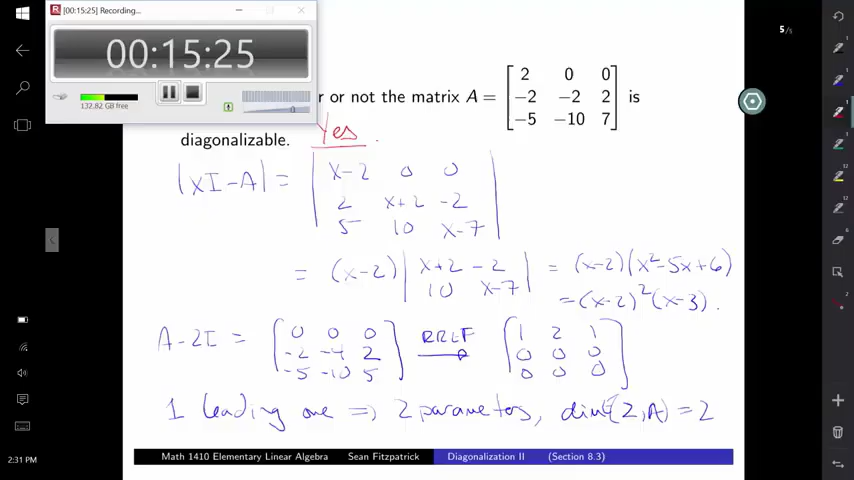 [00:15:25] Recording...
00:15:25
132.82 GB free
5/5
r or not the matrix A = [2 0 0
-2 -2 2
-5 -10 7] is
diagonalizable. Yes.
|xI-A| = |x-2 0 0
2 x+2 -2
5 10 x-7|
= (x-2)|x+2 -2
10 x-7| = (x-2)(x²-5x+6)
= (x-2)²(x-3).
A-2I = [0 0 0
-2 -4 2
-5 -10 5] RREF → [1 2 1
0 0 0
0 0 0]
1 leading one ⇒ 2 parameters, dim E(2,A) = 2
Math 1410 Elementary Linear Algebra Sean Fitzpatrick Diagonalization II (Section 8.3)
2:31 PM